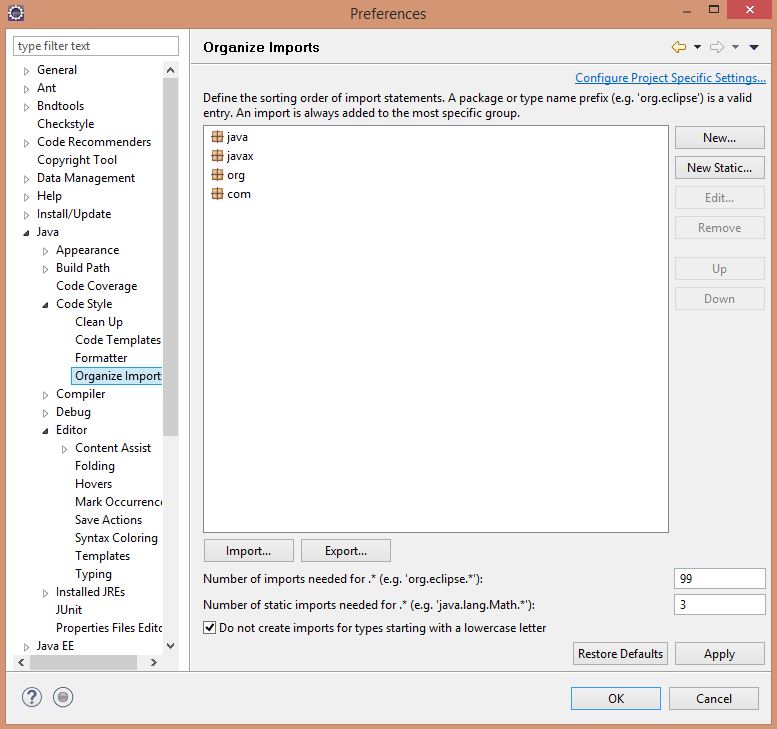 Preferences
type filter text
General
Ant
Bndtools
Checkstyle
Code Recommenders
Copyright Tool
Data Management
Help
Install/Update
Java
Appearance
Build Path
Code Coverage
Code Style
Clean Up
Code Templates
Formatter
Organize Import
Compiler
Debug
Editor
Content Assist
Folding
Hovers
Mark Occurrenc
Save Actions
Syntax Coloring
Templates
Typing
Installed JREs
JUnit
Properties Files Edito
Java EE
Organize Imports
Configure Project Specific Settings...
Define the sorting order of import statements. A package or type name prefix (e.g. 'org.eclipse') is a valid
entry. An import is always added to the most specific group.
java
javax
org
com
New...
New Static...
Edit...
Remove
Up
Down
Import... Export...
Number of imports needed for .* (e.g. 'org.eclipse.*'): 99
Number of static imports needed for .* (e.g. 'java.lang.Math.*'): 3
Do not create imports for types starting with a lowercase letter
Restore Defaults Apply
? OK Cancel